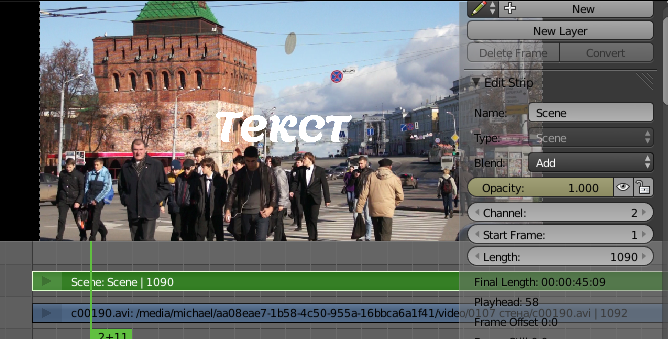 New
New Layer
Delete Frame
Convert
Edit Strip
Name:
Scene
Type:
Scene
Blend:
Add
Opacity:
1.000
Channel:
2
Start Frame:
1
Length:
1090
Final Length: 00:00:45:09
Playhead: 58
Frame Offset 0:0
текст
Scene: Scene | 1090
c00190.avi: /media/michael/aa08eae7-1b58-4c50-955a-16bbca6a1f41/video/0107 стена/c00190.avi | 1092
2+11